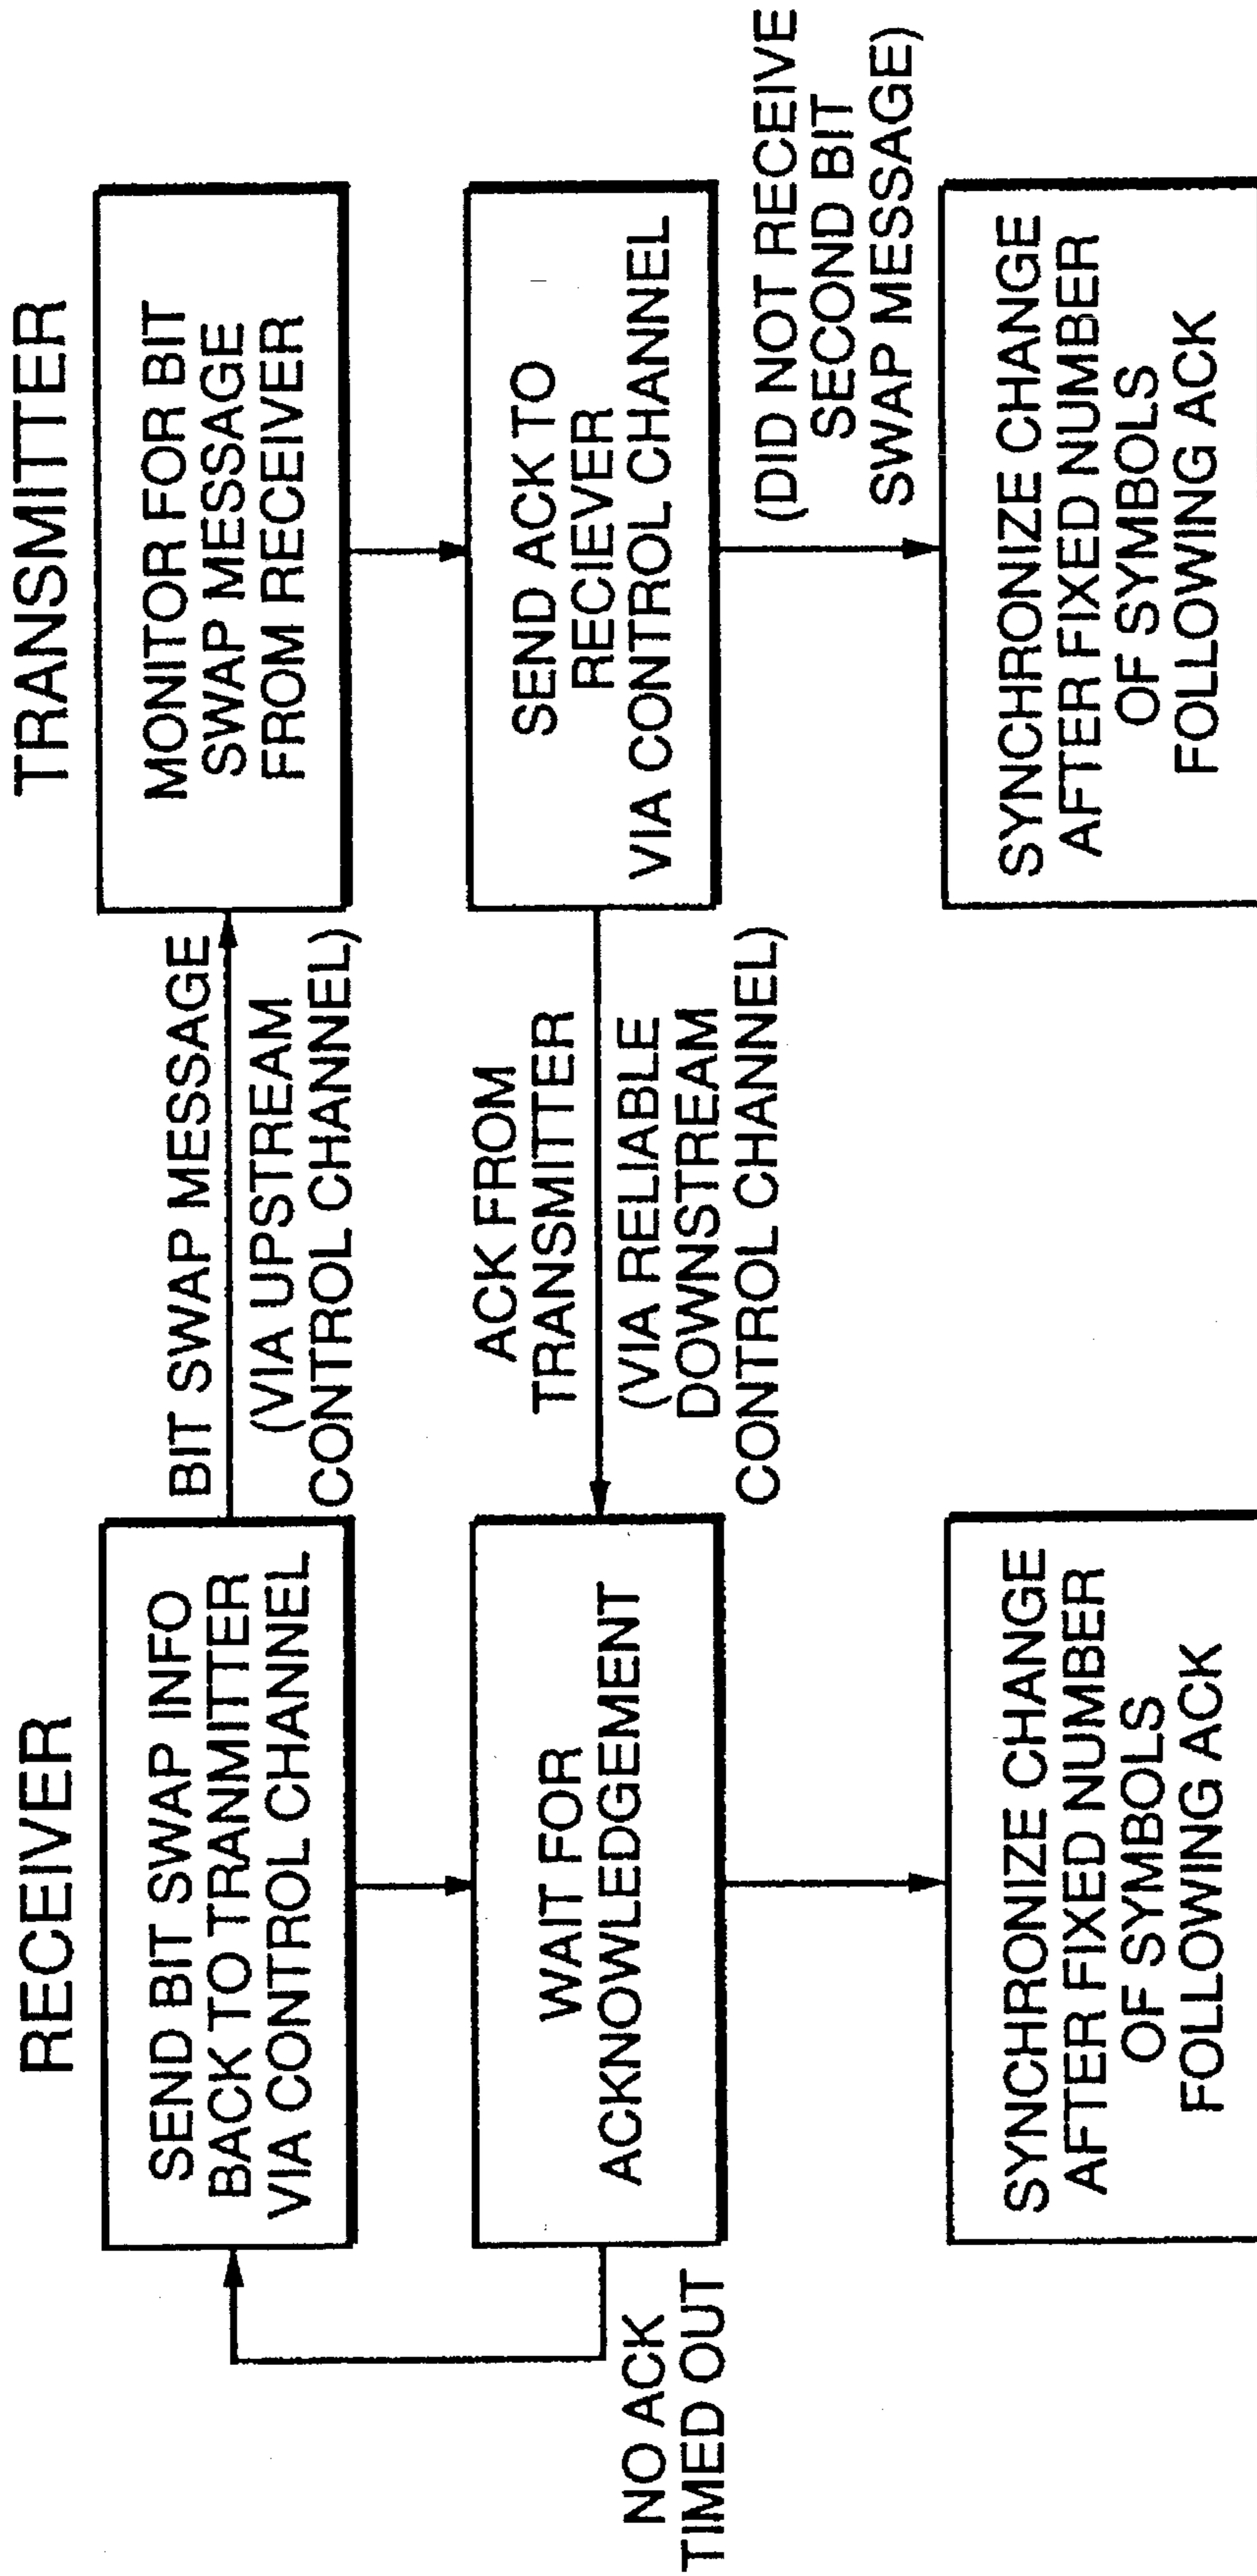 RECEIVER
SEND BIT SWAP INFO
BACK TO TRANMITTER
VIA CONTROL CHANNEL
WAIT FOR
ACKNOWLEDGEMENT
NO ACK
TIMED OUT
SYNCHRONIZE CHANGE
AFTER FIXED NUMBER
OF SYMBOLS
FOLLOWING ACK
BIT SWAP MESSAGE
(VIA UPSTREAM
CONTROL CHANNEL)
ACK FROM
TRANSMITTER
(VIA RELIABLE
DOWNSTREAM
CONTROL CHANNEL)
TRANSMITTER
MONITOR FOR BIT
SWAP MESSAGE
FROM RECEIVER
SEND ACK TO
RECIEVER
VIA CONTROL CHANNEL
(DID NOT RECEIVE
SECOND BIT
SWAP MESSAGE)
SYNCHRONIZE CHANGE
AFTER FIXED NUMBER
OF SYMBOLS
FOLLOWING ACK